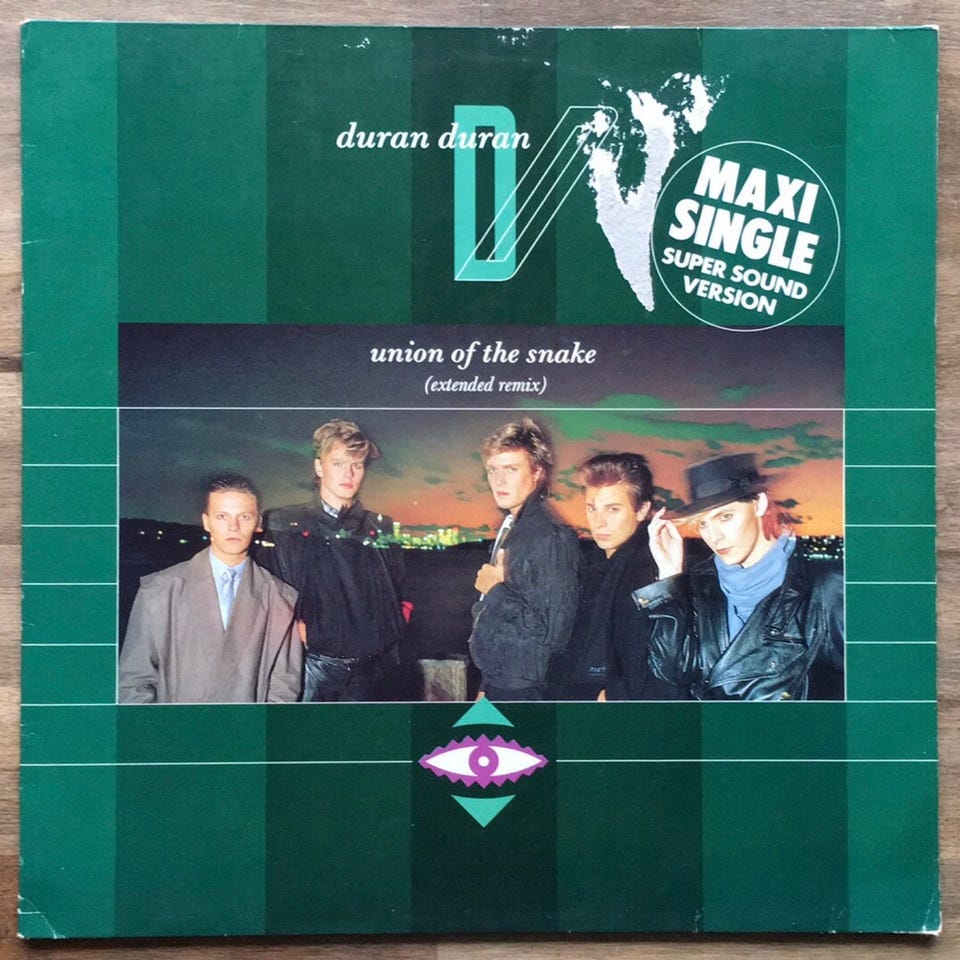 duran duran
D
MAXI
SINGLE
SUPER SOUND
VERSION
union of the snake
(extended remix)